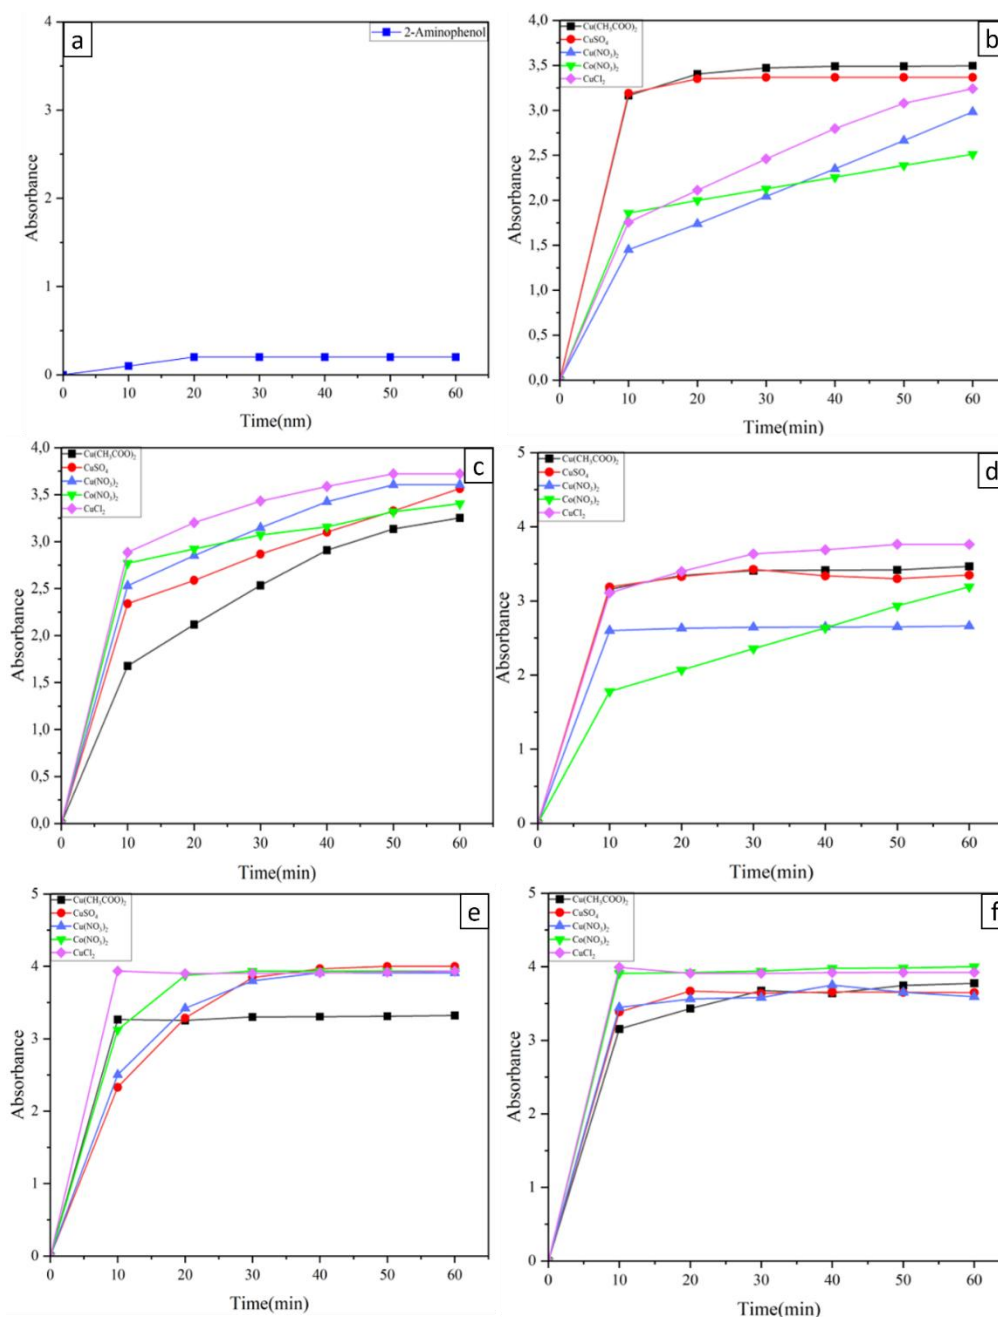 a
2-Aminophenol
4
3
2
1
0
0 10 20 30 40 50 60
Absorbance
Time(nm)
b
Cu(CH₃COO)₂
CuSO₄
Cu(NO₃)₂
Co(NO₃)₂
CuCl₂
4,0
3,5
3,0
2,5
2,0
1,5
1,0
0,5
0,0
0 10 20 30 40 50 60
Absorbance
Time(min)
c
Cu(CH₃COO)₂
CuSO₄
Cu(NO₃)₂
Co(NO₃)₂
CuCl₂
4,0
3,5
3,0
2,5
2,0
1,5
1,0
0,5
0,0
0 10 20 30 40 50 60
Absorbance
Time(min)
d
Cu(CH₃COO)₂
CuSO₄
Cu(NO₃)₂
Co(NO₃)₂
CuCl₂
5
4
3
2
1
0
0 10 20 30 40 50 60
Absorbance
Time(min)
e
Cu(CH₃COO)₂
CuSO₄
Cu(NO₃)₂
Co(NO₃)₂
CuCl₂
5
4
3
2
1
0
0 10 20 30 40 50 60
Absorbance
Time(min)
f
Cu(CH₃COO)₂
CuSO₄
Cu(NO₃)₂
Co(NO₃)₂
CuCl₂
5
4
3
2
1
0
0 10 20 30 40 50 60
Absorbance
Time(min)